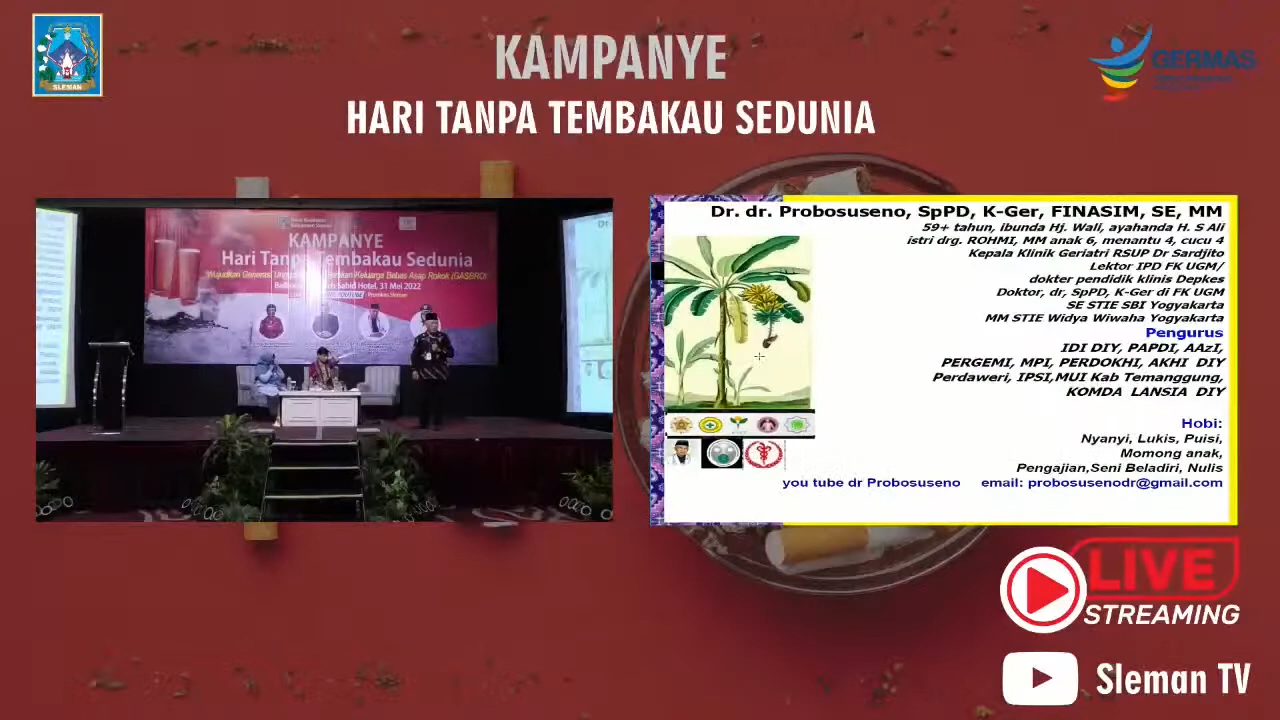 KAMPANYE
HARI TANPA TEMBAKAU SEDUNIA
SLEMAN
GERMAS
KAMPANYE
Hari Tanpa Tembakau Sedunia
31 Mei 2022
Dr. dr. Probosuseno, SpPD, K-Ger, FINASIM, SE, MM
59+ tahun, ibunda Hj. Wali, ayahanda H. S Ali
istri drg. ROHMI, MM anak 6, menantu 4, cucu 4
Kepala Klinik Geriatri RSUP Dr Sardjito
Lektor IPD FK UGM/
dokter pendidik klinis Depkes
Doktor, dr, SpPD, K-Ger di FK UGM
SE STIE SBI Yogyakarta
MM STIE Widya Wiwaha Yogyakarta
Pengurus
IDI DIY, PAPDI, AAzI,
PERGEMI, MPI, PERDOKHI, AKHI DIY
Perdaweri, IPSI,MUI Kab Temanggung,
KOMDA LANSIA DIY
Hobi:
Nyanyi, Lukis, Puisi,
Momong anak,
Pengajian,Seni Beladiri, Nulis
you tube dr Probosuseno email: probosusenodr@gmail.com
LIVE
STREAMING
Sleman TV